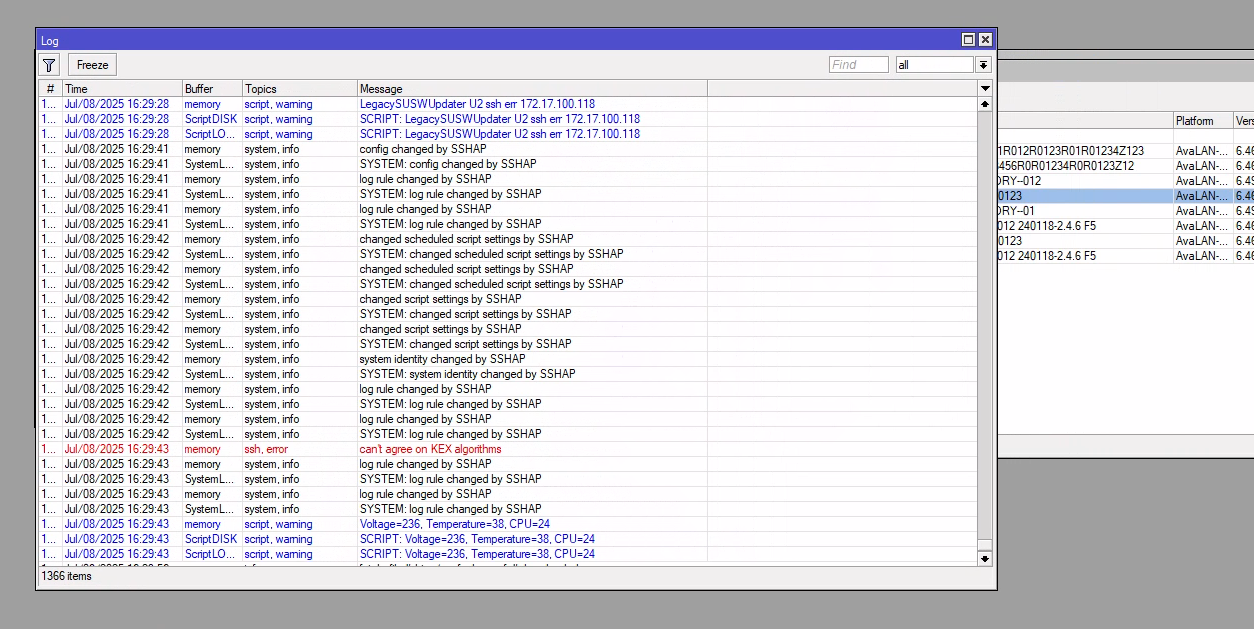 Log
Freeze
Find
all
# Time Buffer Topics Message
1... Jul/08/2025 16:29:28 memory script, warning LegacySUSWUpdater U2 ssh err 172.17.100.118
1... Jul/08/2025 16:29:28 ScriptDISK script, warning SCRIPT: LegacySUSWUpdater U2 ssh err 172.17.100.118
1... Jul/08/2025 16:29:28 ScriptLO... script, warning SCRIPT: LegacySUSWUpdater U2 ssh err 172.17.100.118
1... Jul/08/2025 16:29:41 memory system, info config changed by SSHAP
1... Jul/08/2025 16:29:41 SystemL... system, info SYSTEM: config changed by SSHAP
1... Jul/08/2025 16:29:41 memory system, info log rule changed by SSHAP
1... Jul/08/2025 16:29:41 SystemL... system, info SYSTEM: log rule changed by SSHAP
1... Jul/08/2025 16:29:41 memory system, info log rule changed by SSHAP
1... Jul/08/2025 16:29:41 SystemL... system, info SYSTEM: log rule changed by SSHAP
1... Jul/08/2025 16:29:42 memory system, info changed scheduled script settings by SSHAP
1... Jul/08/2025 16:29:42 SystemL... system, info SYSTEM: changed scheduled script settings by SSHAP
1... Jul/08/2025 16:29:42 memory system, info changed scheduled script settings by SSHAP
1... Jul/08/2025 16:29:42 SystemL... system, info SYSTEM: changed scheduled script settings by SSHAP
1... Jul/08/2025 16:29:42 memory system, info changed script settings by SSHAP
1... Jul/08/2025 16:29:42 SystemL... system, info SYSTEM: changed script settings by SSHAP
1... Jul/08/2025 16:29:42 memory system, info changed script settings by SSHAP
1... Jul/08/2025 16:29:42 SystemL... system, info SYSTEM: changed script settings by SSHAP
1... Jul/08/2025 16:29:42 memory system, info system identity changed by SSHAP
1... Jul/08/2025 16:29:42 SystemL... system, info SYSTEM: system identity changed by SSHAP
1... Jul/08/2025 16:29:42 memory system, info log rule changed by SSHAP
1... Jul/08/2025 16:29:42 SystemL... system, info SYSTEM: log rule changed by SSHAP
1... Jul/08/2025 16:29:42 memory system, info log rule changed by SSHAP
1... Jul/08/2025 16:29:42 SystemL... system, info SYSTEM: log rule changed by SSHAP
1... Jul/08/2025 16:29:43 memory ssh, error can't agree on KEX algorithms
1... Jul/08/2025 16:29:43 memory system, info log rule changed by SSHAP
1... Jul/08/2025 16:29:43 SystemL... system, info SYSTEM: log rule changed by SSHAP
1... Jul/08/2025 16:29:43 memory system, info log rule changed by SSHAP
1... Jul/08/2025 16:29:43 SystemL... system, info SYSTEM: log rule changed by SSHAP
1... Jul/08/2025 16:29:43 memory script, warning Voltage=236, Temperature=38, CPU=24
1... Jul/08/2025 16:29:43 ScriptDISK script, warning SCRIPT: Voltage=236, Temperature=38, CPU=24
1... Jul/08/2025 16:29:43 ScriptLO... script, warning SCRIPT: Voltage=236, Temperature=38, CPU=24
1366 items
Platform Vers
1R012R0123R01R01234Z123 AvaLAN-... 6.46
456R0R01234R0R0123Z12 AvaLAN-... 6.46
DRY--012 AvaLAN-... 6.49
0123 AvaLAN-... 6.46
DRY--01 AvaLAN-... 6.49
012 240118-2.4.6 F5 AvaLAN-... 6.46
0123 AvaLAN-... 6.46
012 240118-2.4.6 F5 AvaLAN-... 6.46